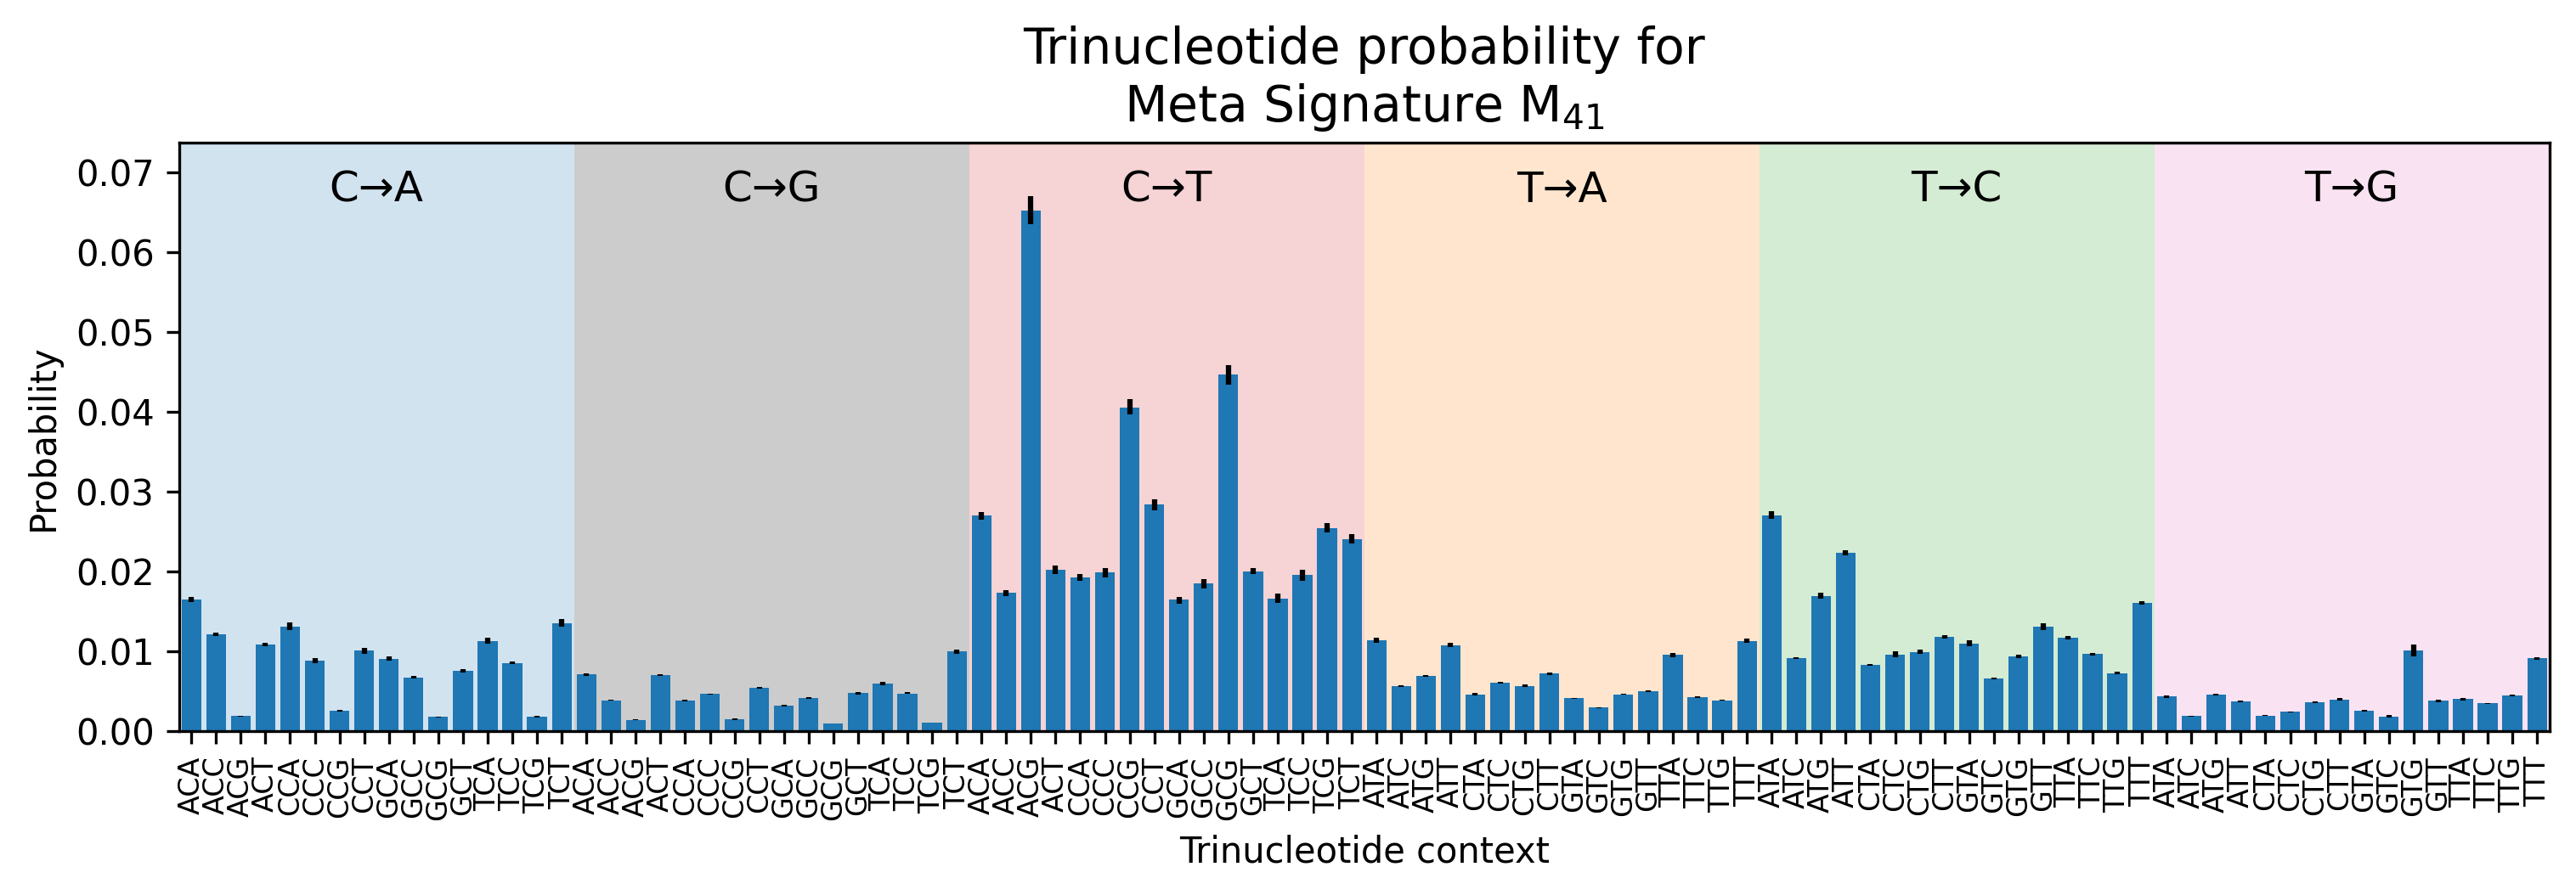 Trinucleotide probability for
Meta Signature M₄₁
C→A C→G C→T T→A T→C T→G
0.07
0.06
0.05
0.04
0.03
0.02
0.01
0.00
Probability
ACA ACC ACG ACT CCA CCC CCG CCT GCA GCC GCG GCT TCA TCC TCG TCT ACA ACC ACG ACT CCA CCC CCG CCT GCA GCC GCG GCT TCA TCC TCG TCT ACA ACC ACG ACT CCA CCC CCG CCT GCA GCC GCG GCT TCA TCC TCG TCT ATA ATC ATG ATT CTA CTC CTG CTT GTA GTC GTG GTT TTA TTC TTG TTT ATA ATC ATG ATT CTA CTC CTG CTT GTA GTC GTG GTT TTA TTC TTG TTT ATA ATC ATG ATT CTA CTC CTG CTT GTA GTC GTG GTT TTA TTC TTG TTT
Trinucleotide context